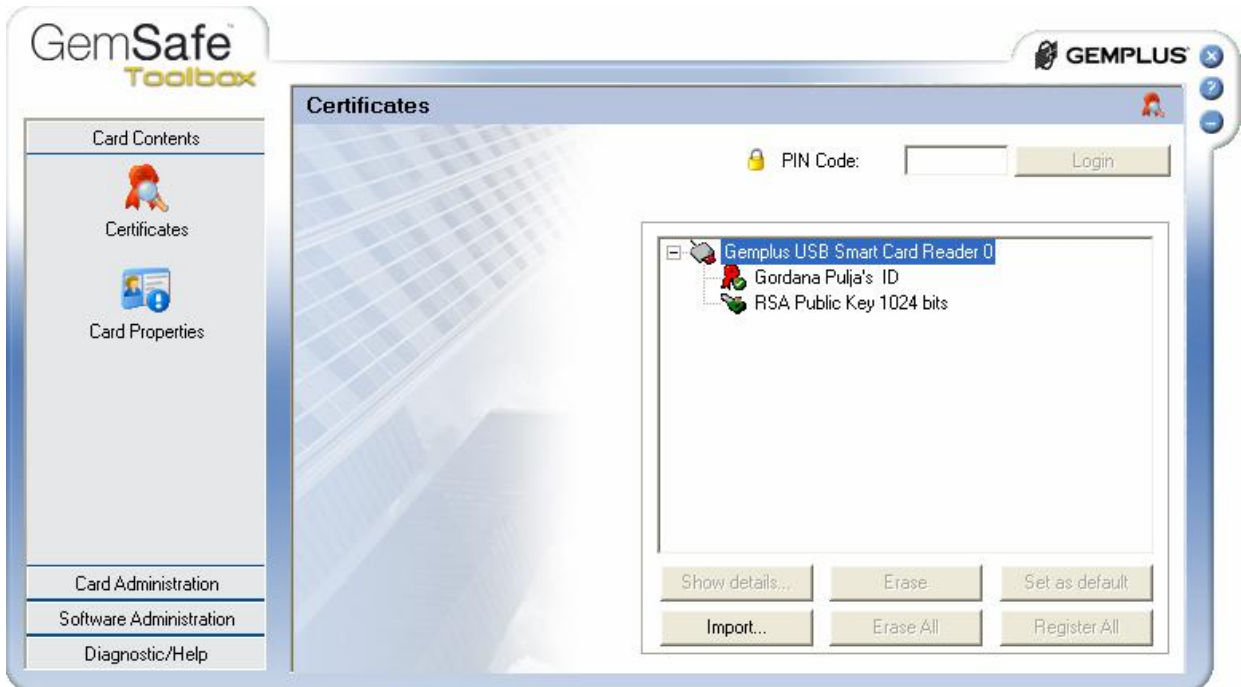 GemSafe™
Toolbox
GEMPLUS
Certificates
Card Contents
Certificates
Card Properties
Card Administration
Software Administration
Diagnostic/Help
PIN Code:
Login
Gemplus USB Smart Card Reader 0
Gordana Pulja's ID
RSA Public Key 1024 bits
Show details...
Erase
Set as default
Import...
Erase All
Register All